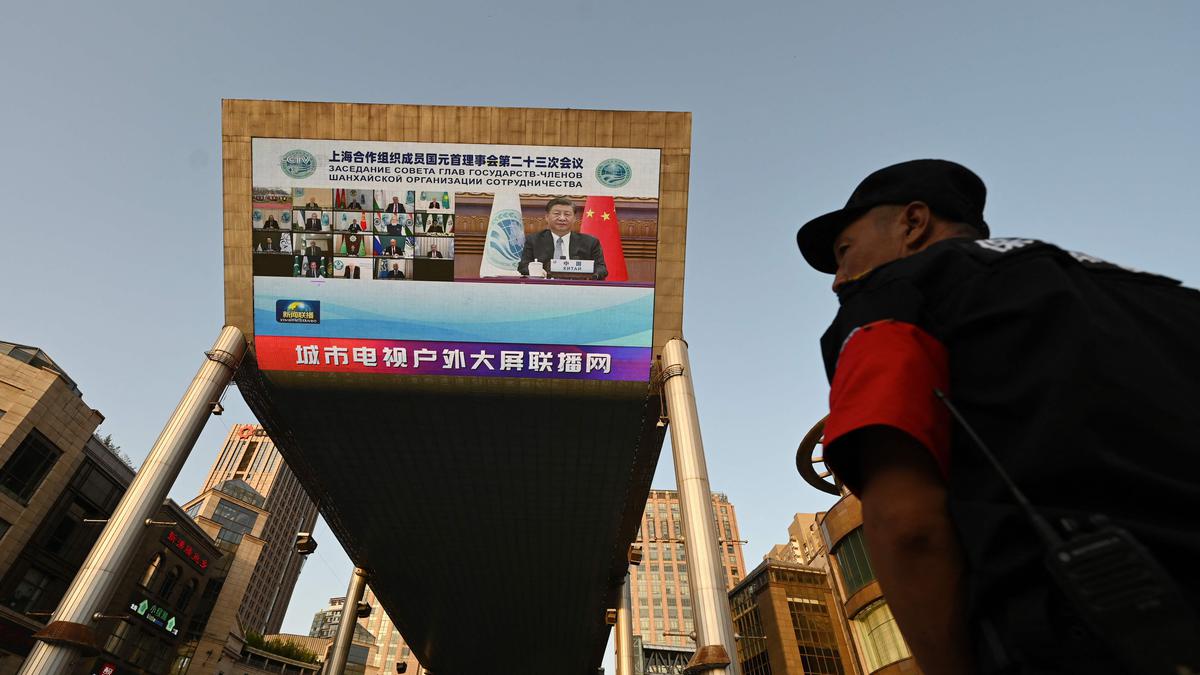 上海合作组织成员国元首理事会第二十三次会议
ЗАСЕДАНИЕ СОВЕТА ГЛАВ ГОСУДАРСТВ-ЧЛЕНОВ
ШАНХАЙСКОЙ ОРГАНИЗАЦИИ СОТРУДНИЧЕСТВА
中国
КИТАЙ
新闻联播
城市电视户外大屏联播网